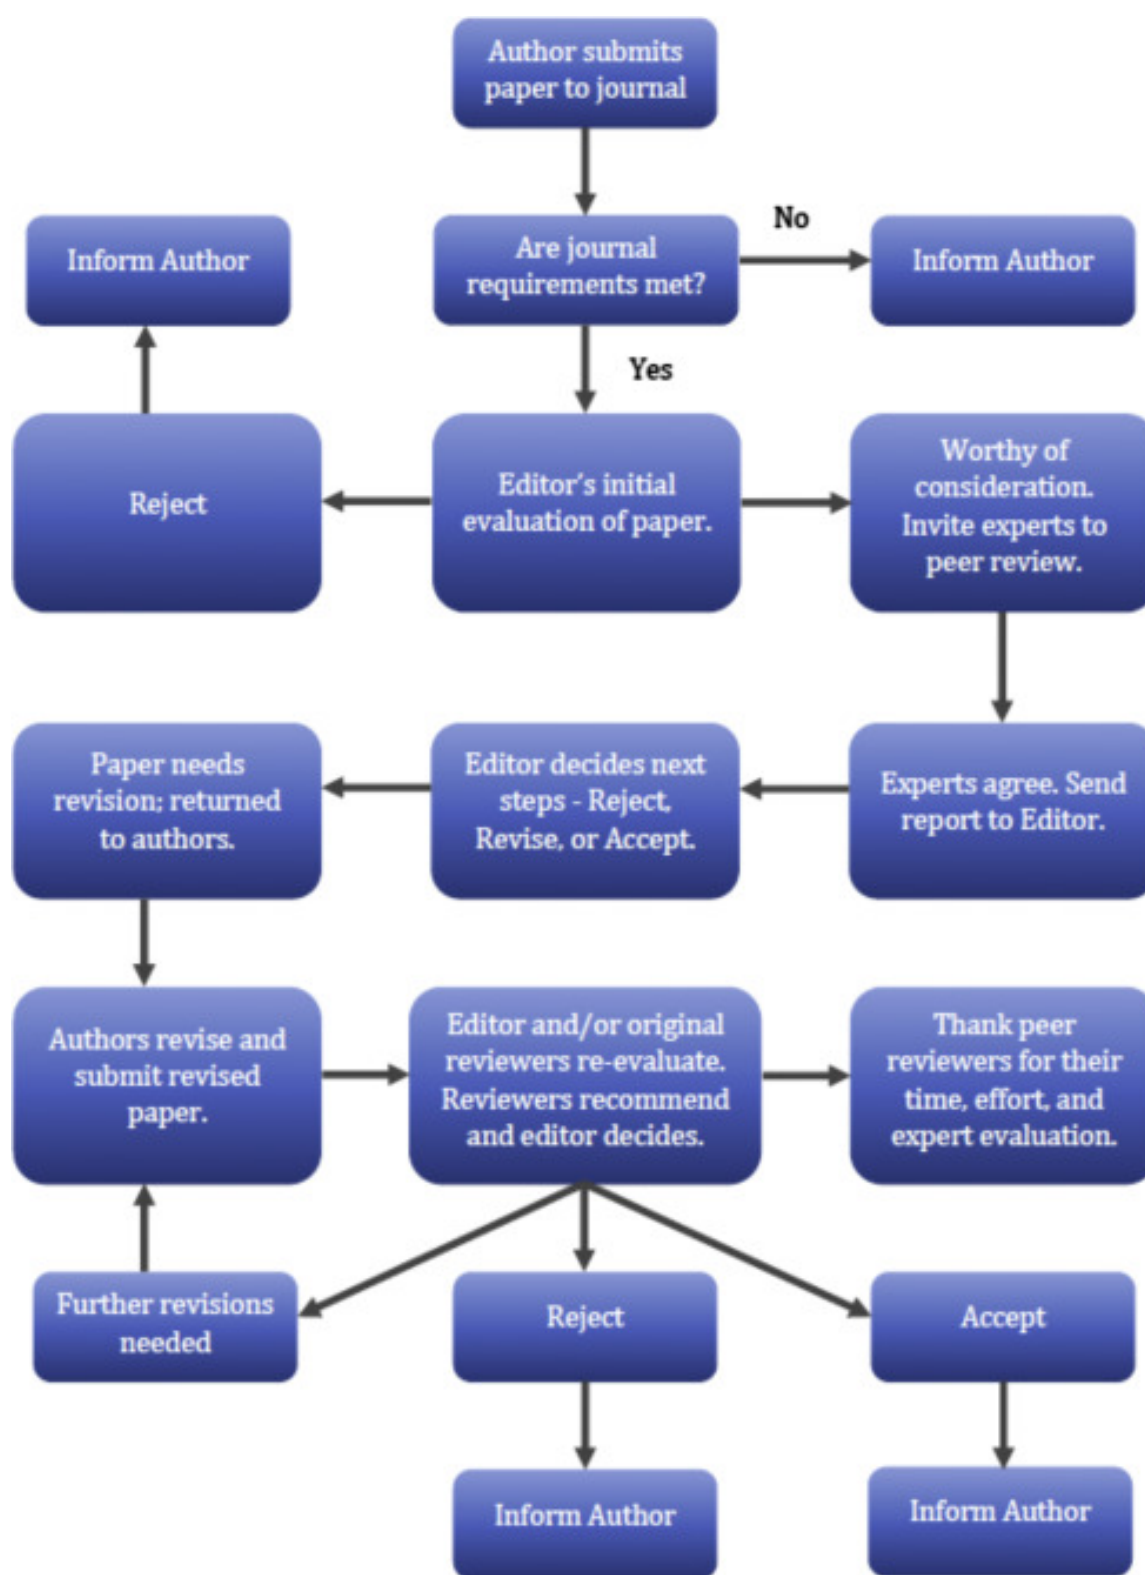 Author submits
paper to journal
No
Inform Author
Are journal
requirements met?
Inform Author
Yes
Reject
Editor's initial
evaluation of paper.
Worthy of
consideration.
Invite experts to
peer review.
Paper needs
revision; returned
to authors.
Editor decides next
steps - Reject,
Revise, or Accept.
Experts agree. Send
report to Editor.
Authors revise and
submit revised
paper.
Editor and/or original
reviewers re-evaluate.
Reviewers recommend
and editor decides.
Thank peer
reviewers for their
time, effort, and
expert evaluation.
Further revisions
needed
Reject
Accept
Inform Author
Inform Author